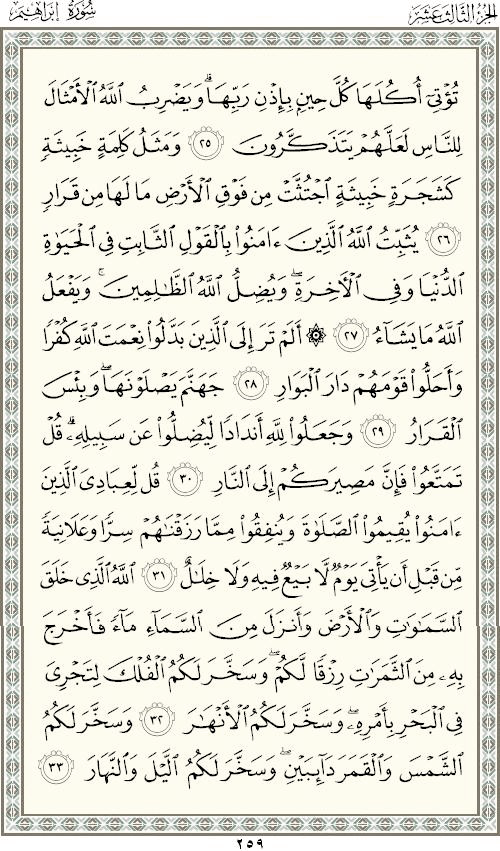 الجزء الثالث عشر
سورة إبراهيم
تُؤْتِىٓ أُكُلَهَا كُلَّ حِينٍۭ بِإِذْنِ رَبِّهَا ۗ وَيَضْرِبُ ٱللَّهُ ٱلْأَمْثَالَ
لِلنَّاسِ لَعَلَّهُمْ يَتَذَكَّرُونَ ٢٥ وَمَثَلُ كَلِمَةٍ خَبِيثَةٍ
كَشَجَرَةٍ خَبِيثَةٍ ٱجْتُثَّتْ مِن فَوْقِ ٱلْأَرْضِ مَا لَهَا مِن قَرَارٍ
٢٦ يُثَبِّتُ ٱللَّهُ ٱلَّذِينَ ءَامَنُوا۟ بِٱلْقَوْلِ ٱلثَّابِتِ فِى ٱلْحَيَوٰةِ
ٱلدُّنْيَا وَفِى ٱلْأَخِرَةِ ۖ وَيُضِلُّ ٱللَّهُ ٱلظَّٰلِمِينَ ۚ وَيَفْعَلُ
ٱللَّهُ مَا يَشَآءُ ٢٧ ۞ أَلَمْ تَرَ إِلَى ٱلَّذِينَ بَدَّلُوا۟ نِعْمَتَ ٱللَّهِ كُفْرًا
وَأَحَلُّوا۟ قَوْمَهُمْ دَارَ ٱلْبَوَارِ ٢٨ جَهَنَّمَ يَصْلَوْنَهَا ۖ وَبِئْسَ
ٱلْقَرَارُ ٢٩ وَجَعَلُوا۟ لِلَّهِ أَندَادًا لِّيُضِلُّوا۟ عَن سَبِيلِهِۦ ۗ قُلْ
تَمَتَّعُوا۟ فَإِنَّ مَصِيرَكُمْ إِلَى ٱلنَّارِ ٣٠ قُل لِّعِبَادِىَ ٱلَّذِينَ
ءَامَنُوا۟ يُقِيمُوا۟ ٱلصَّلَوٰةَ وَيُنفِقُوا۟ مِمَّا رَزَقْنَٰهُمْ سِرًّا وَعَلَانِيَةً
مِّن قَبْلِ أَن يَأْتِىَ يَوْمٌ لَّا بَيْعٌ فِيهِ وَلَا خِلَٰلٌ ٣١ ٱللَّهُ ٱلَّذِى خَلَقَ
ٱلسَّمَٰوَٰتِ وَٱلْأَرْضَ وَأَنزَلَ مِنَ ٱلسَّمَآءِ مَآءً فَأَخْرَجَ
بِهِۦ مِنَ ٱلثَّمَرَٰتِ رِزْقًا لَّكُمْ ۖ وَسَخَّرَ لَكُمُ ٱلْفُلْكَ لِتَجْرِىَ
فِى ٱلْبَحْرِ بِأَمْرِهِۦ ۖ وَسَخَّرَ لَكُمُ ٱلْأَنْهَٰرَ ٣٢ وَسَخَّرَ لَكُمُ
ٱلشَّمْسَ وَٱلْقَمَرَ دَآئِبَيْنِ ۖ وَسَخَّرَ لَكُمُ ٱلَّيْلَ وَٱلنَّهَارَ ٣٣
٢٥٩